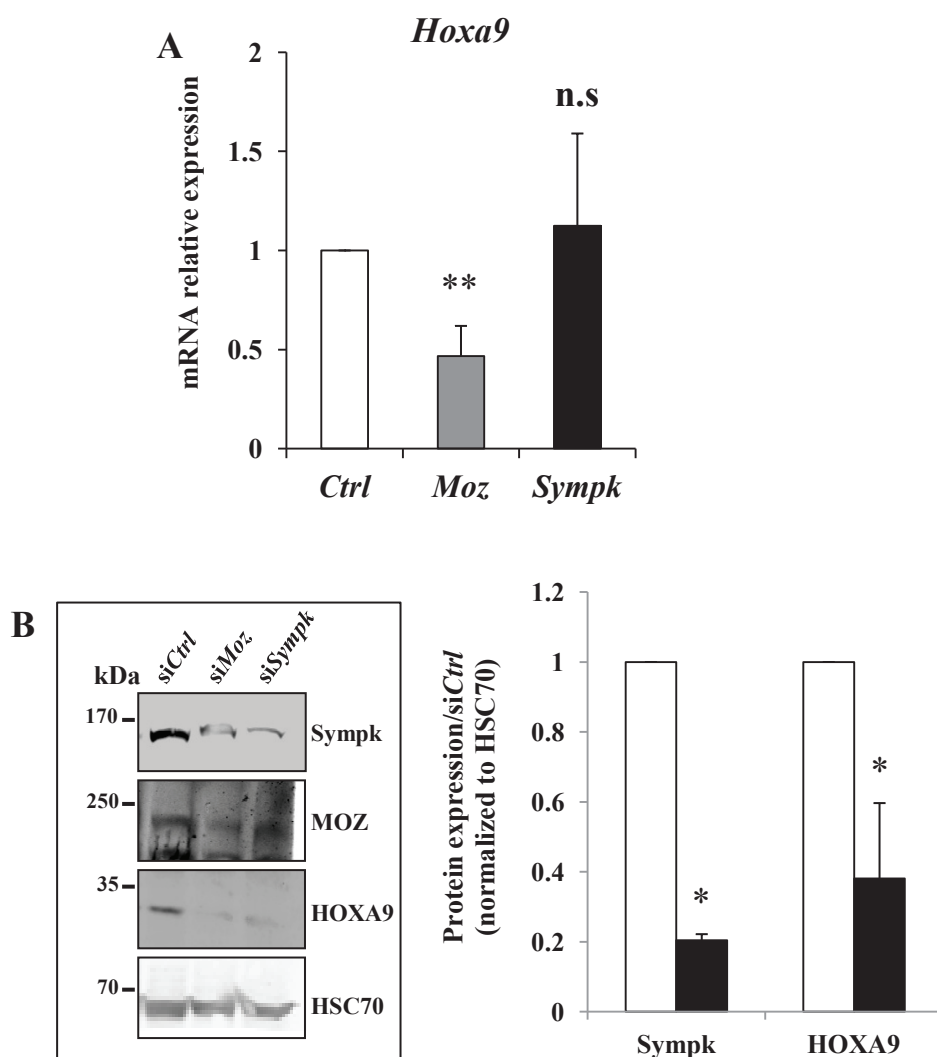 A
Hoxa9
mRNA relative expression
2
1.5
1
0.5
0
n.s
**
Ctrl
Moz
Sympk
B
kDa
siCtrl
siMoz
siSympk
170
Sympk
250
MOZ
35
HOXA9
70
HSC70
Protein expression/siCtrl
(normalized to HSC70)
1.2
1
0.8
0.6
0.4
0.2
0
*
*
Sympk
HOXA9